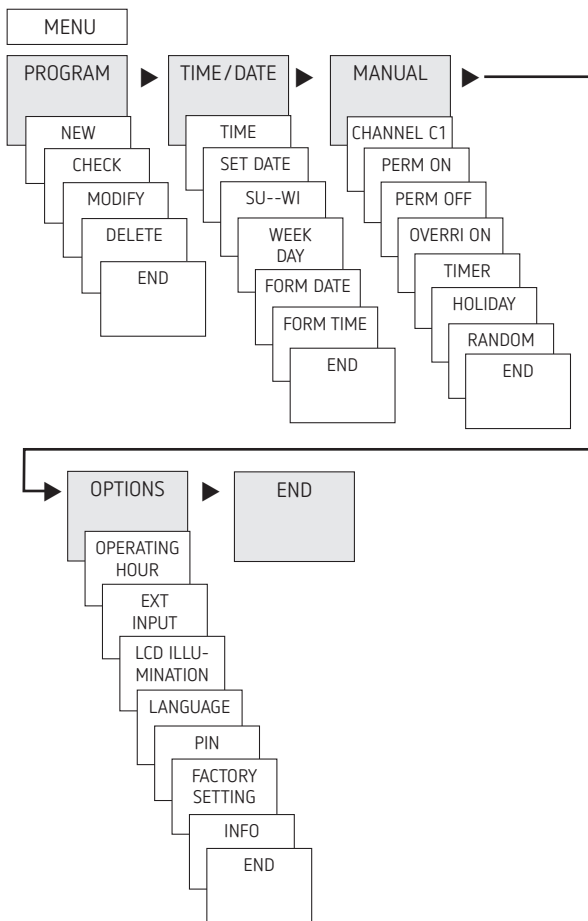 MENU
PROGRAM
NEW
CHECK
MODIFY
DELETE
END
TIME/DATE
TIME
SET DATE
SU--WI
WEEK
DAY
FORM DATE
FORM TIME
END
MANUAL
CHANNEL C1
PERM ON
PERM OFF
OVERRI ON
TIMER
HOLIDAY
RANDOM
END
OPTIONS
OPERATING
HOUR
EXT
INPUT
LCD ILLU-
MINATION
LANGUAGE
PIN
FACTORY
SETTING
INFO
END
END